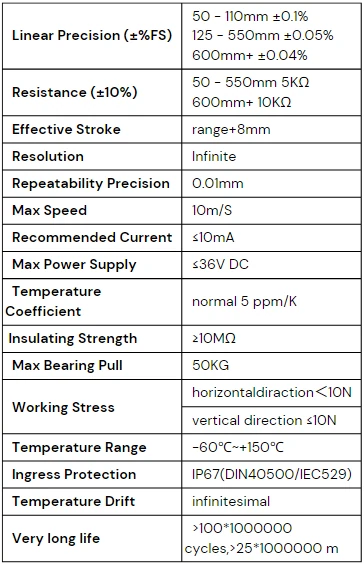 Linear Precision (±%FS)
50 - 110mm ±0.1%
125 - 550mm ±0.05%
600mm+ ±0.04%
Resistance (±10%)
50 - 550mm 5KΩ
600mm+ 10KΩ
Effective Stroke
range+8mm
Resolution
Infinite
Repeatability Precision
0.01mm
Max Speed
10m/S
Recommended Current
≤10mA
Max Power Supply
≤36V DC
Temperature
Coefficient
normal 5 ppm/K
Insulating Strength
≥10MΩ
Max Bearing Pull
50KG
Working Stress
horizontaldiraction＜10N
vertical direction ≤10N
Temperature Range
-60℃~+150℃
Ingress Protection
IP67(DIN40500/IEC529)
Temperature Drift
infinitesimal
Very long life
>100*1000000
cycles,>25*1000000 m